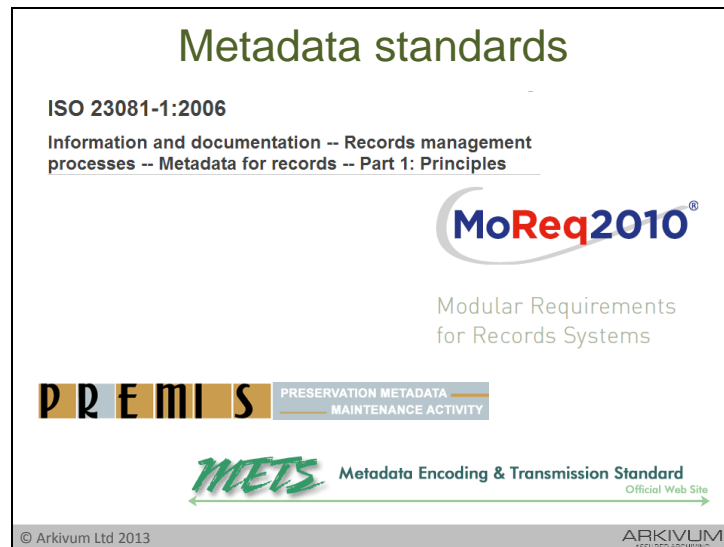 Metadata standards
ISO 23081-1:2006
Information and documentation -- Records management
processes -- Metadata for records -- Part 1: Principles
MoReq2010®
Modular Requirements
for Records Systems
PREMIS
PRESERVATION METADATA
MAINTENANCE ACTIVITY
METS Metadata Encoding & Transmission Standard
Official Web Site
© Arkivum Ltd 2013
ARKIVUM